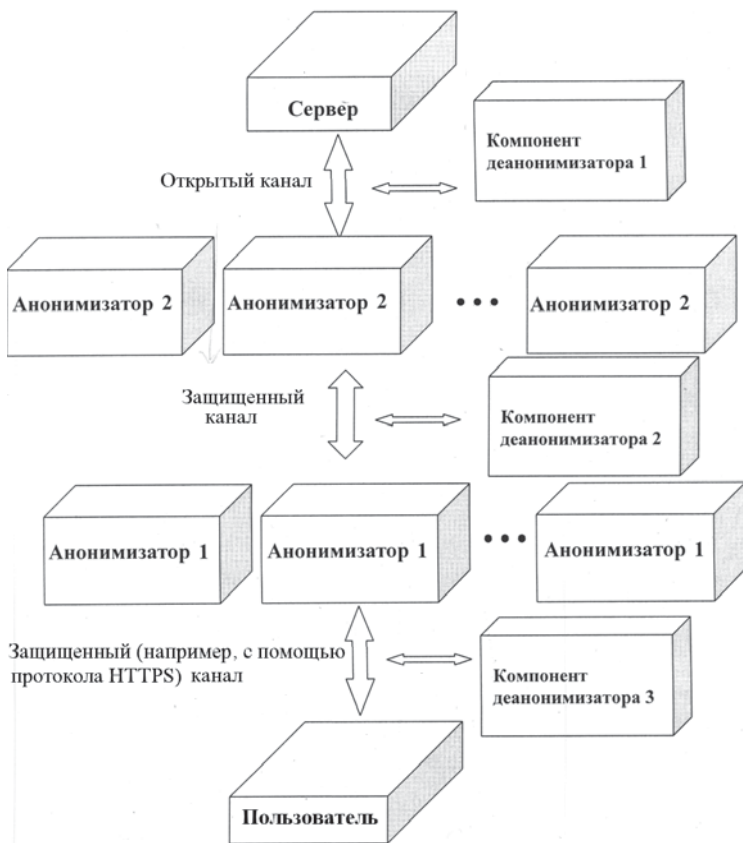 Сервер
Компонент
деанонимизатора 1
Открытый канал
Анонимизатор 2
Анонимизатор 2
• • •
Анонимизатор 2
Защищенный
канал
Компонент
деанонимизатора 2
Анонимизатор 1
Анонимизатор 1
• • •
Анонимизатор 1
Защищенный (например, с помощью
протокола HTTPS) канал
Компонент
деанонимизатора 3
Пользователь